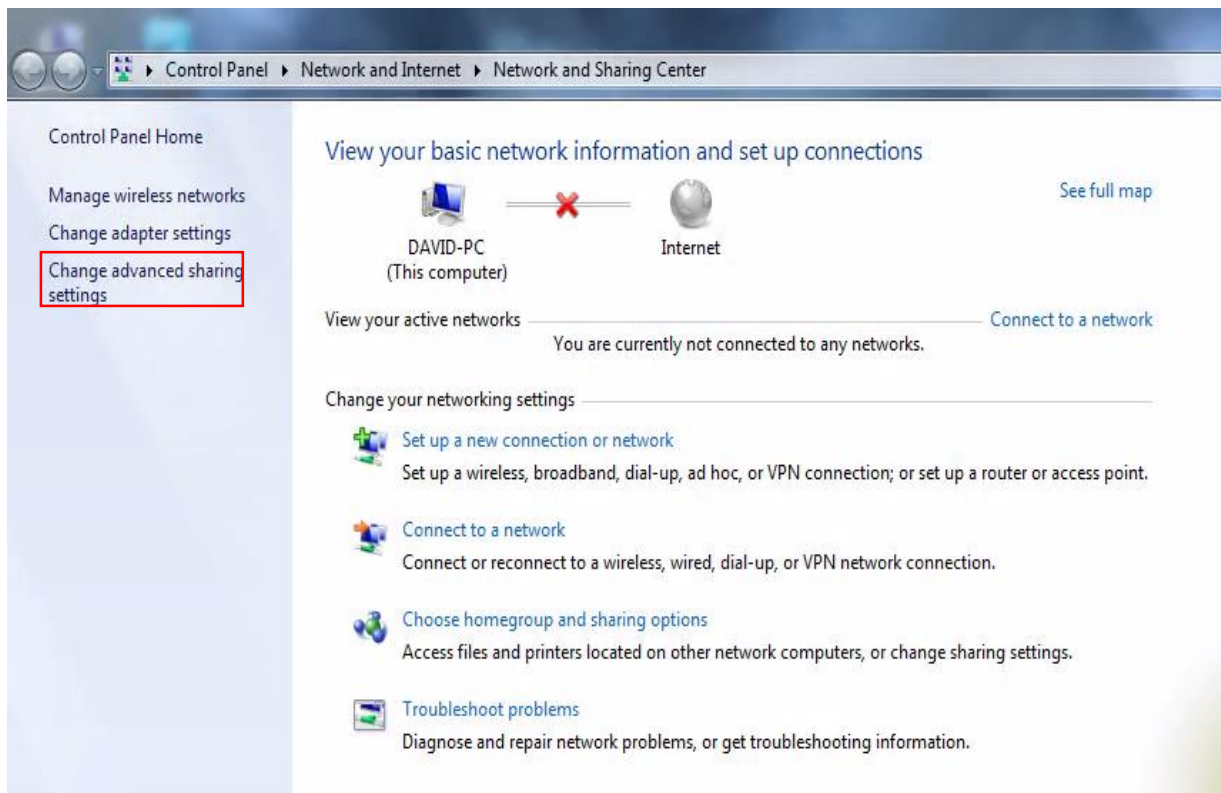 Control Panel Network and Internet Network and Sharing Center
Control Panel Home
Manage wireless networks
Change adapter settings
Change advanced sharing
settings
View your basic network information and set up connections
See full map
DAVID-PC
(This computer)
Internet
View your active networks
Connect to a network
You are currently not connected to any networks.
Change your networking settings
Set up a new connection or network
Set up a wireless, broadband, dial-up, ad hoc, or VPN connection; or set up a router or access point.
Connect to a network
Connect or reconnect to a wireless, wired, dial-up, or VPN network connection.
Choose homegroup and sharing options
Access files and printers located on other network computers, or change sharing settings.
Troubleshoot problems
Diagnose and repair network problems, or get troubleshooting information.